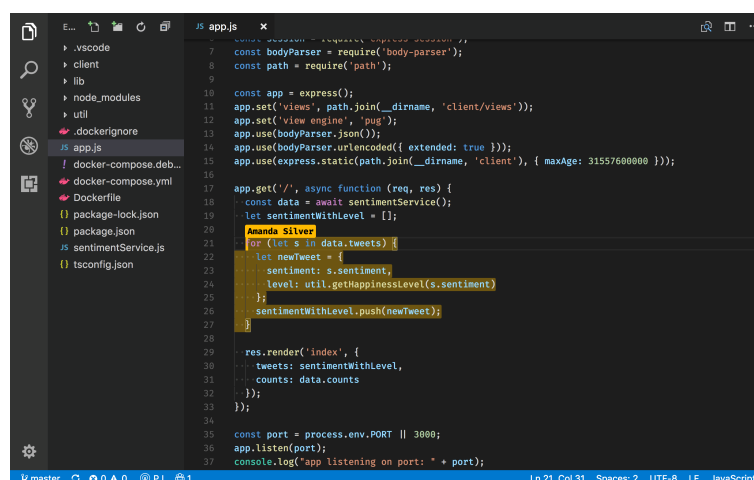 E...
.vscode
client
lib
node_modules
util
.dockerignore
JS app.js
! docker-compose.deb...
docker-compose.yml
Dockerfile
{} package-lock.json
{} package.json
JS sentimentService.js
{} tsconfig.json
JS app.js ×
7 const bodyParser = require('body-parser');
8 const path = require('path');
9
10 const app = express();
11 app.set('views', path.join(__dirname, 'client/views'));
12 app.set('view engine', 'pug');
13 app.use(bodyParser.json());
14 app.use(bodyParser.urlencoded({ extended: true }));
15 app.use(express.static(path.join(__dirname, 'client'), { maxAge: 31557600000 }));
16
17 app.get('/', async function (req, res) {
18 const data = await sentimentService();
19 let sentimentWithLevel = [];
20 Amanda Silver
21 for (let s in data.tweets) {
22 let newTweet = {
23 sentiment: s.sentiment,
24 level: util.getHappinessLevel(s.sentiment)
25 };
26 sentimentWithLevel.push(newTweet);
27 }
28
29 res.render('index', {
30 tweets: sentimentWithLevel,
31 counts: data.counts
32 });
33 });
34
35 const port = process.env.PORT || 3000;
36 app.listen(port);
37 console.log("app listening on port: " + port);
master 0 0 PL 1 Ln 21, Col 31 Spaces: 2 UTF-8 LF JavaScript